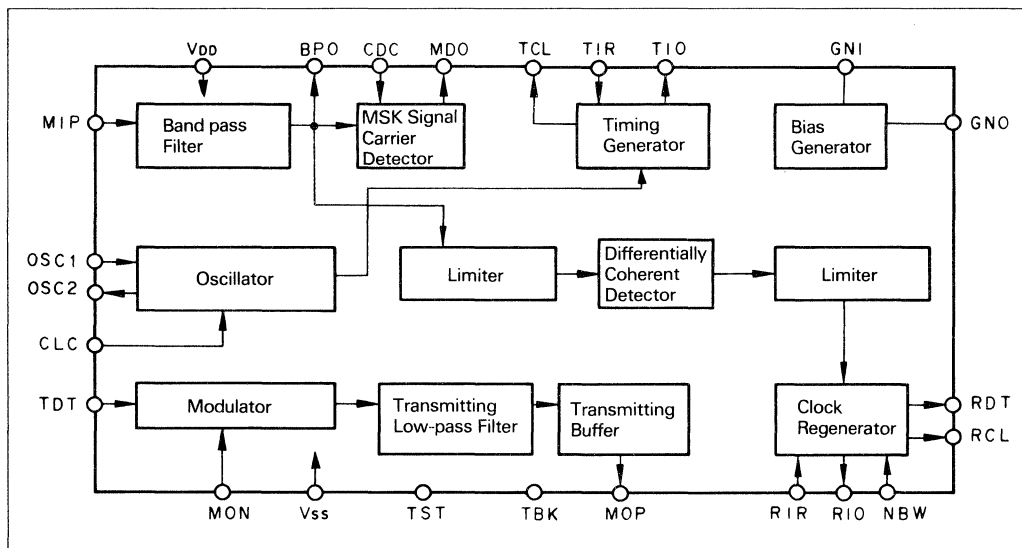 VDD BPO CDC MDO TCL TIR TIO GNI
MIP
Band pass
Filter
MSK Signal
Carrier
Detector
Timing
Generator
Bias
Generator
GNO
OSC1
OSC2
CLC
Oscillator
Limiter
Differentially
Coherent
Detector
Limiter
TDT
Modulator
Transmitting
Low-pass Filter
Transmitting
Buffer
Clock
Regenerator
RDT
RCL
MON Vss TST TBK MOP RIR RIO NBW